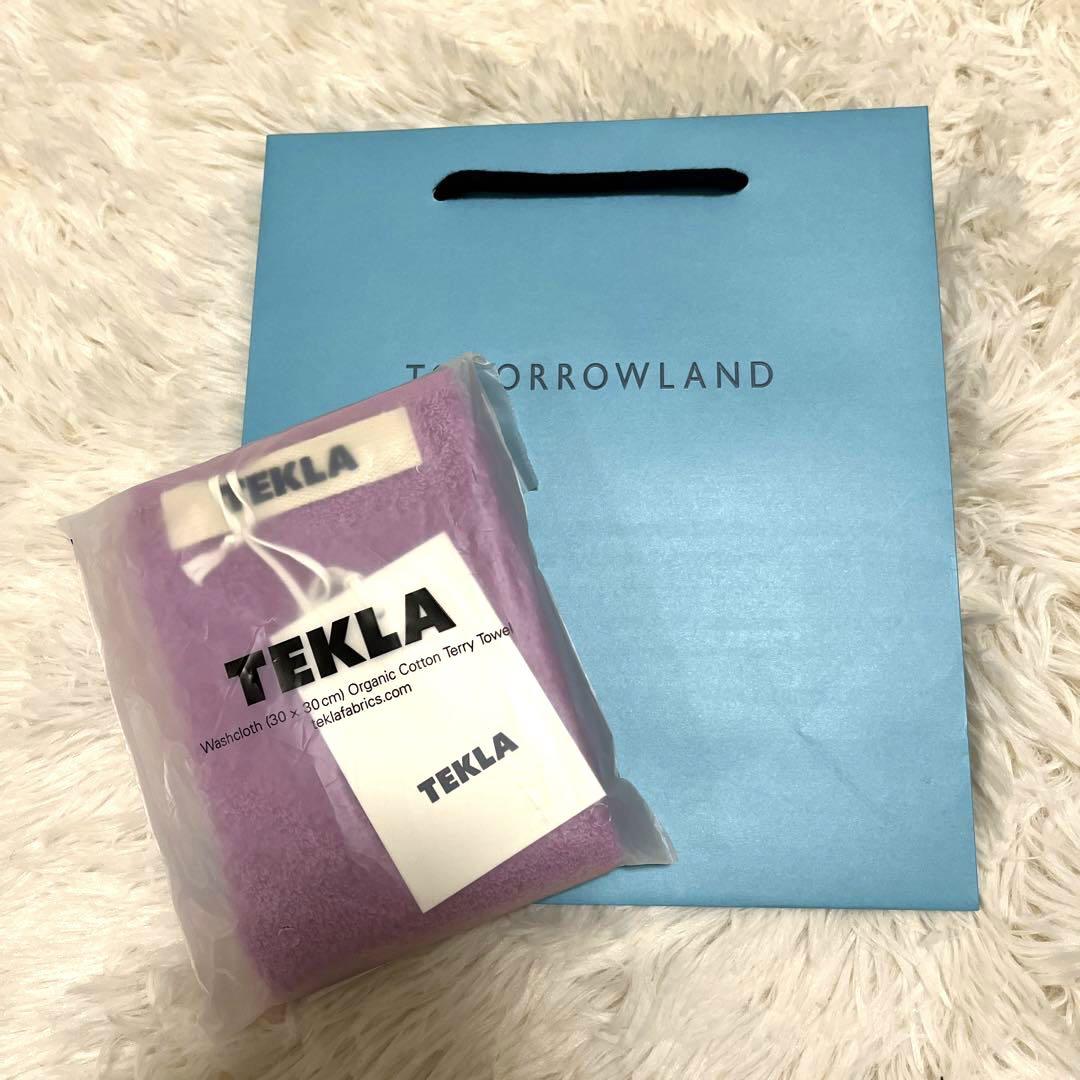 TOMORROWLAND
TEKLA
TEKLA
Washcloth (30 × 30 cm) Organic Cotton Terry Towel
teklafabrics.com
TEKLA